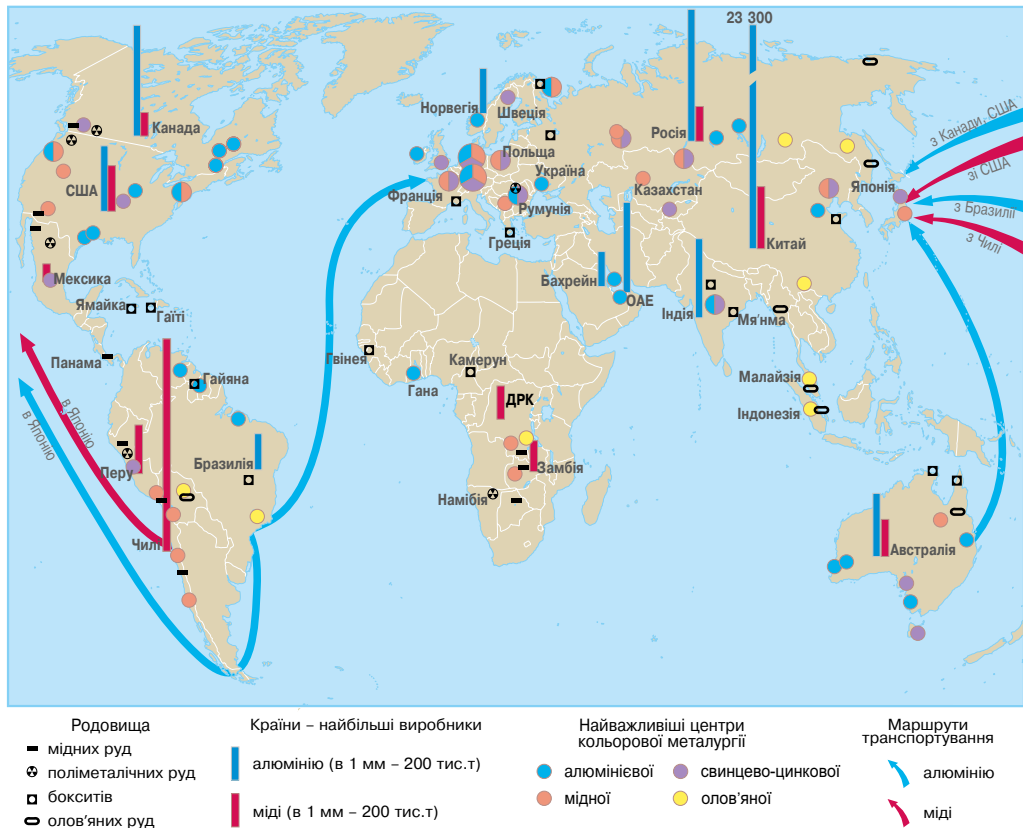 23 300
Канада
Норвегія
Швеція
Росія
з Канади, США
зі США
Польща
Україна
США
Франція
Румунія
Казахстан
Японія
з Бразилії
з Чилі
Греція
Китай
Мексика
Бахрейн
ОАЕ
Індія
М'янма
Ямайка
Гаїті
Панама
Гайяна
Гвінея
Камерун
Гана
Малайзія
Індонезія
ДРК
в Японію
в Японію
Перу
Бразилія
Замбія
Намібія
Чилі
Австралія
Родовища
мідних руд
поліметалічних руд
бокситів
олов'яних руд
Країни – найбільші виробники
алюмінію (в 1 мм – 200 тис.т)
міді (в 1 мм – 200 тис.т)
Найважливіші центри
кольорової металургії
алюмінієвої
свинцево-цинкової
мідної
олов'яної
Маршрути
транспортування
алюмінію
міді